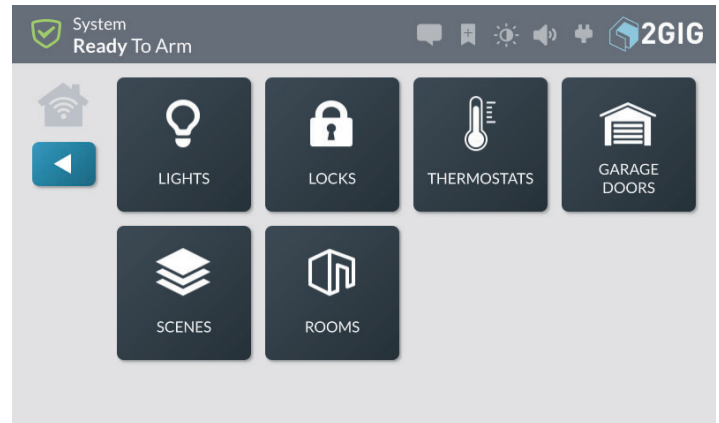 System
Ready To Arm
2GIG
LIGHTS
LOCKS
THERMOSTATS
GARAGE
DOORS
SCENES
ROOMS